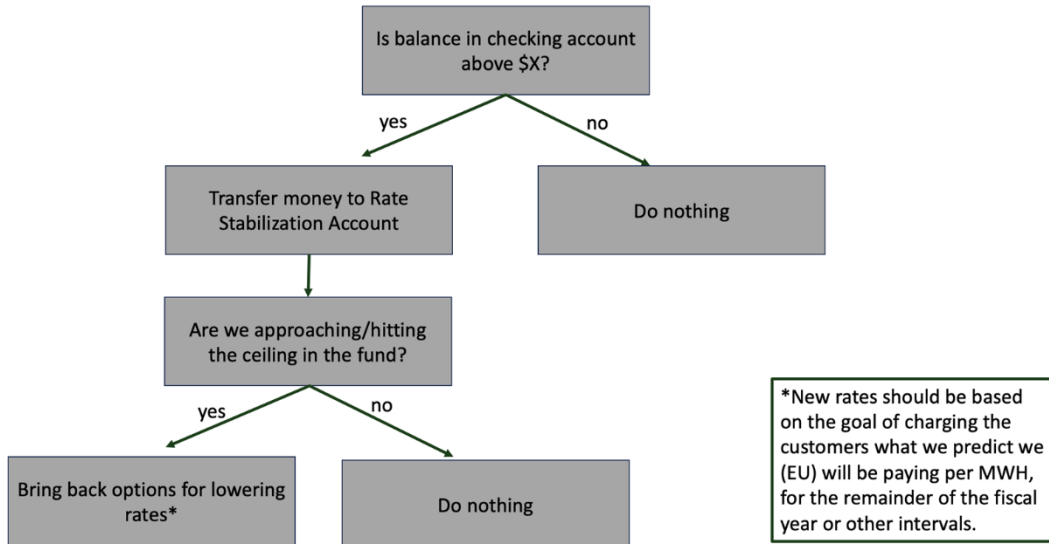 Is balance in checking account
above $X?
yes
no
Transfer money to Rate
Stabilization Account
Do nothing
Are we approaching/hitting
the ceiling in the fund?
yes
no
Bring back options for lowering
rates*
Do nothing
*New rates should be based
on the goal of charging the
customers what we predict we
(EU) will be paying per MWH,
for the remainder of the fiscal
year or other intervals.